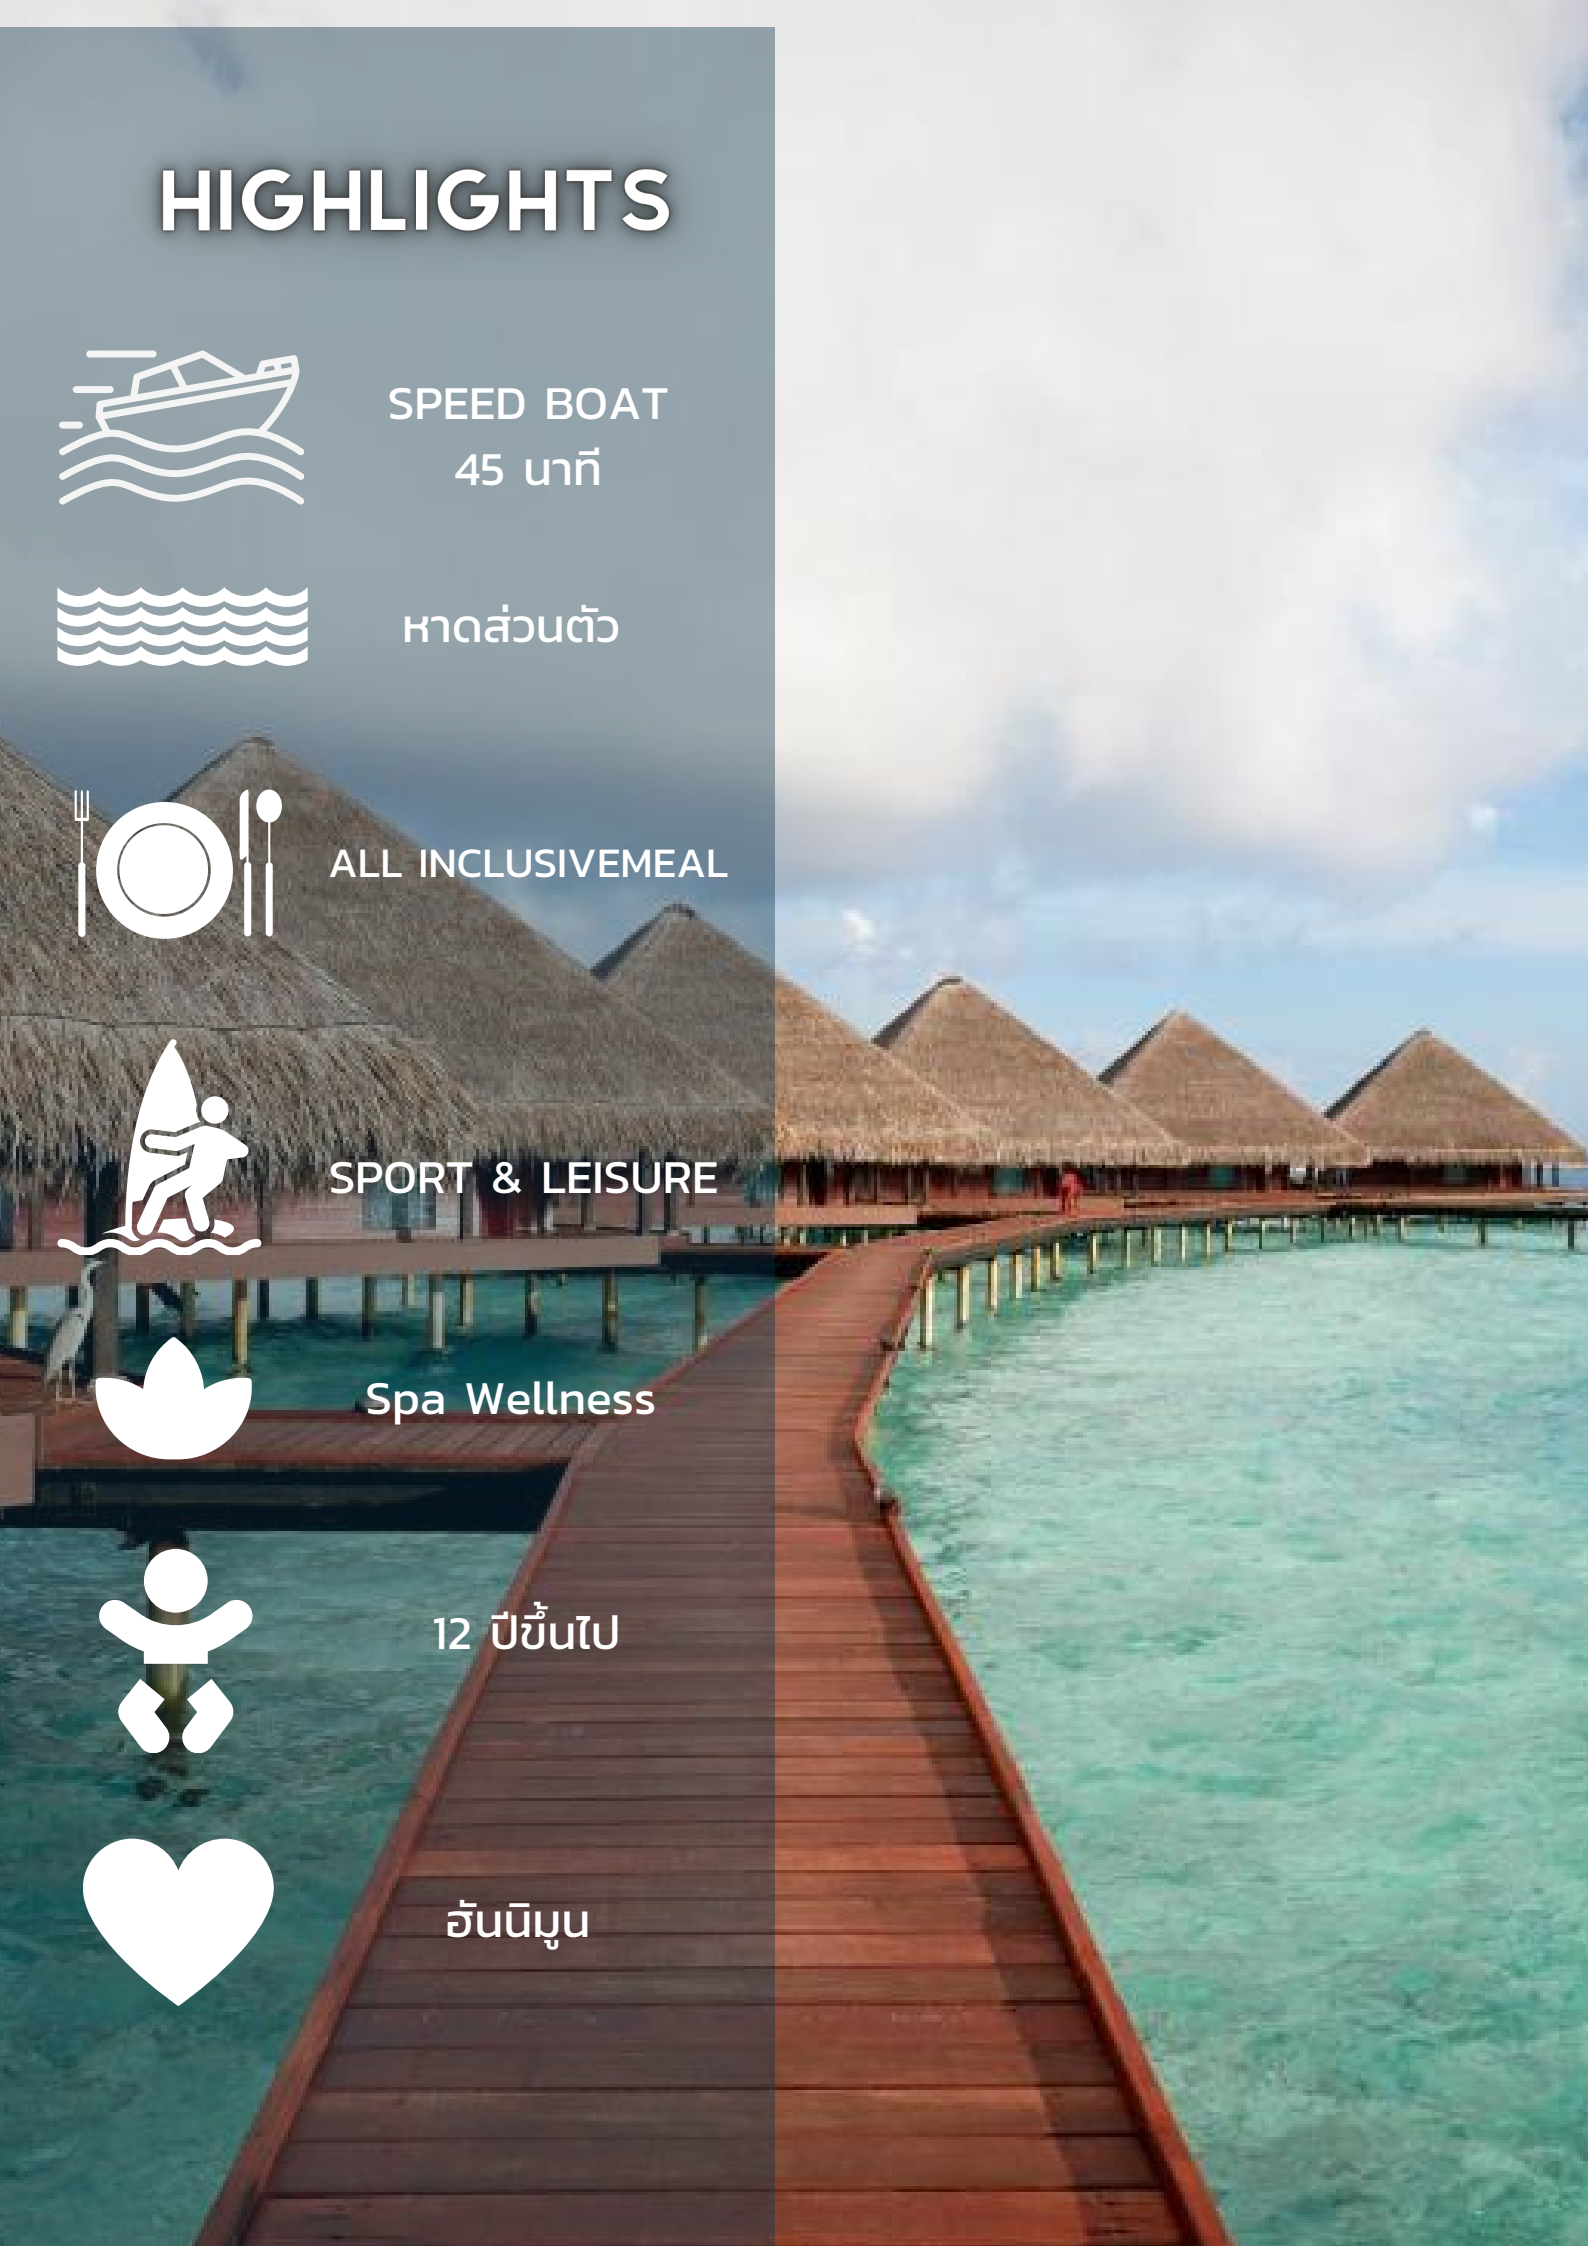 HIGHLIGHTS
SPEED BOAT
45 นาที
หาดส่วนตัว
ALL INCLUSIVEMEAL
SPORT & LEISURE
Spa Wellness
12 ปีขึ้นไป
ฮันนิมูน